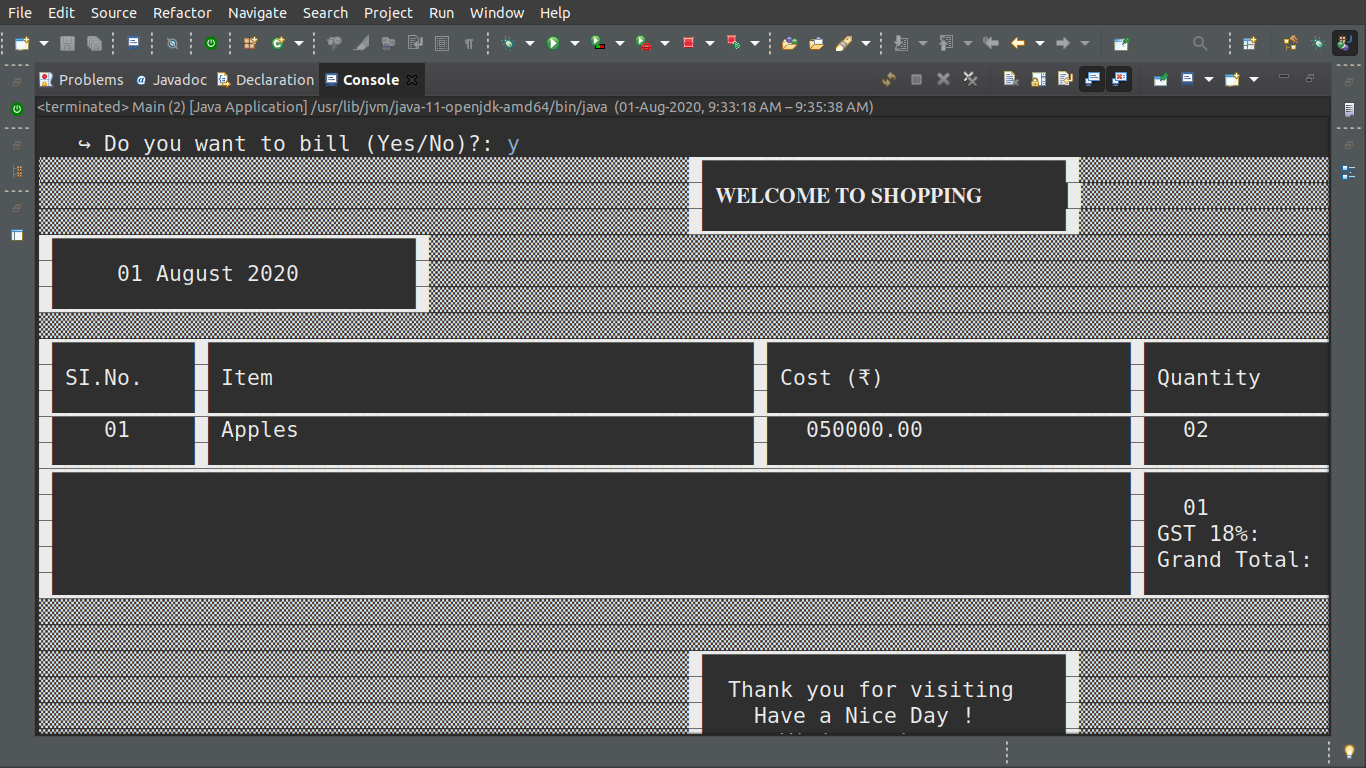 File Edit Source Refactor Navigate Search Project Run Window Help
Problems Javadoc Declaration Console
<terminated> Main (2) [Java Application] /usr/lib/jvm/java-11-openjdk-amd64/bin/java (01-Aug-2020, 9:33:18 AM – 9:35:38 AM)
↪ Do you want to bill (Yes/No)?: y
WELCOME TO SHOPPING
01 August 2020
SI.No. Item Cost (₹) Quantity
01 Apples 050000.00 02
01
GST 18%:
Grand Total:
Thank you for visiting
Have a Nice Day !